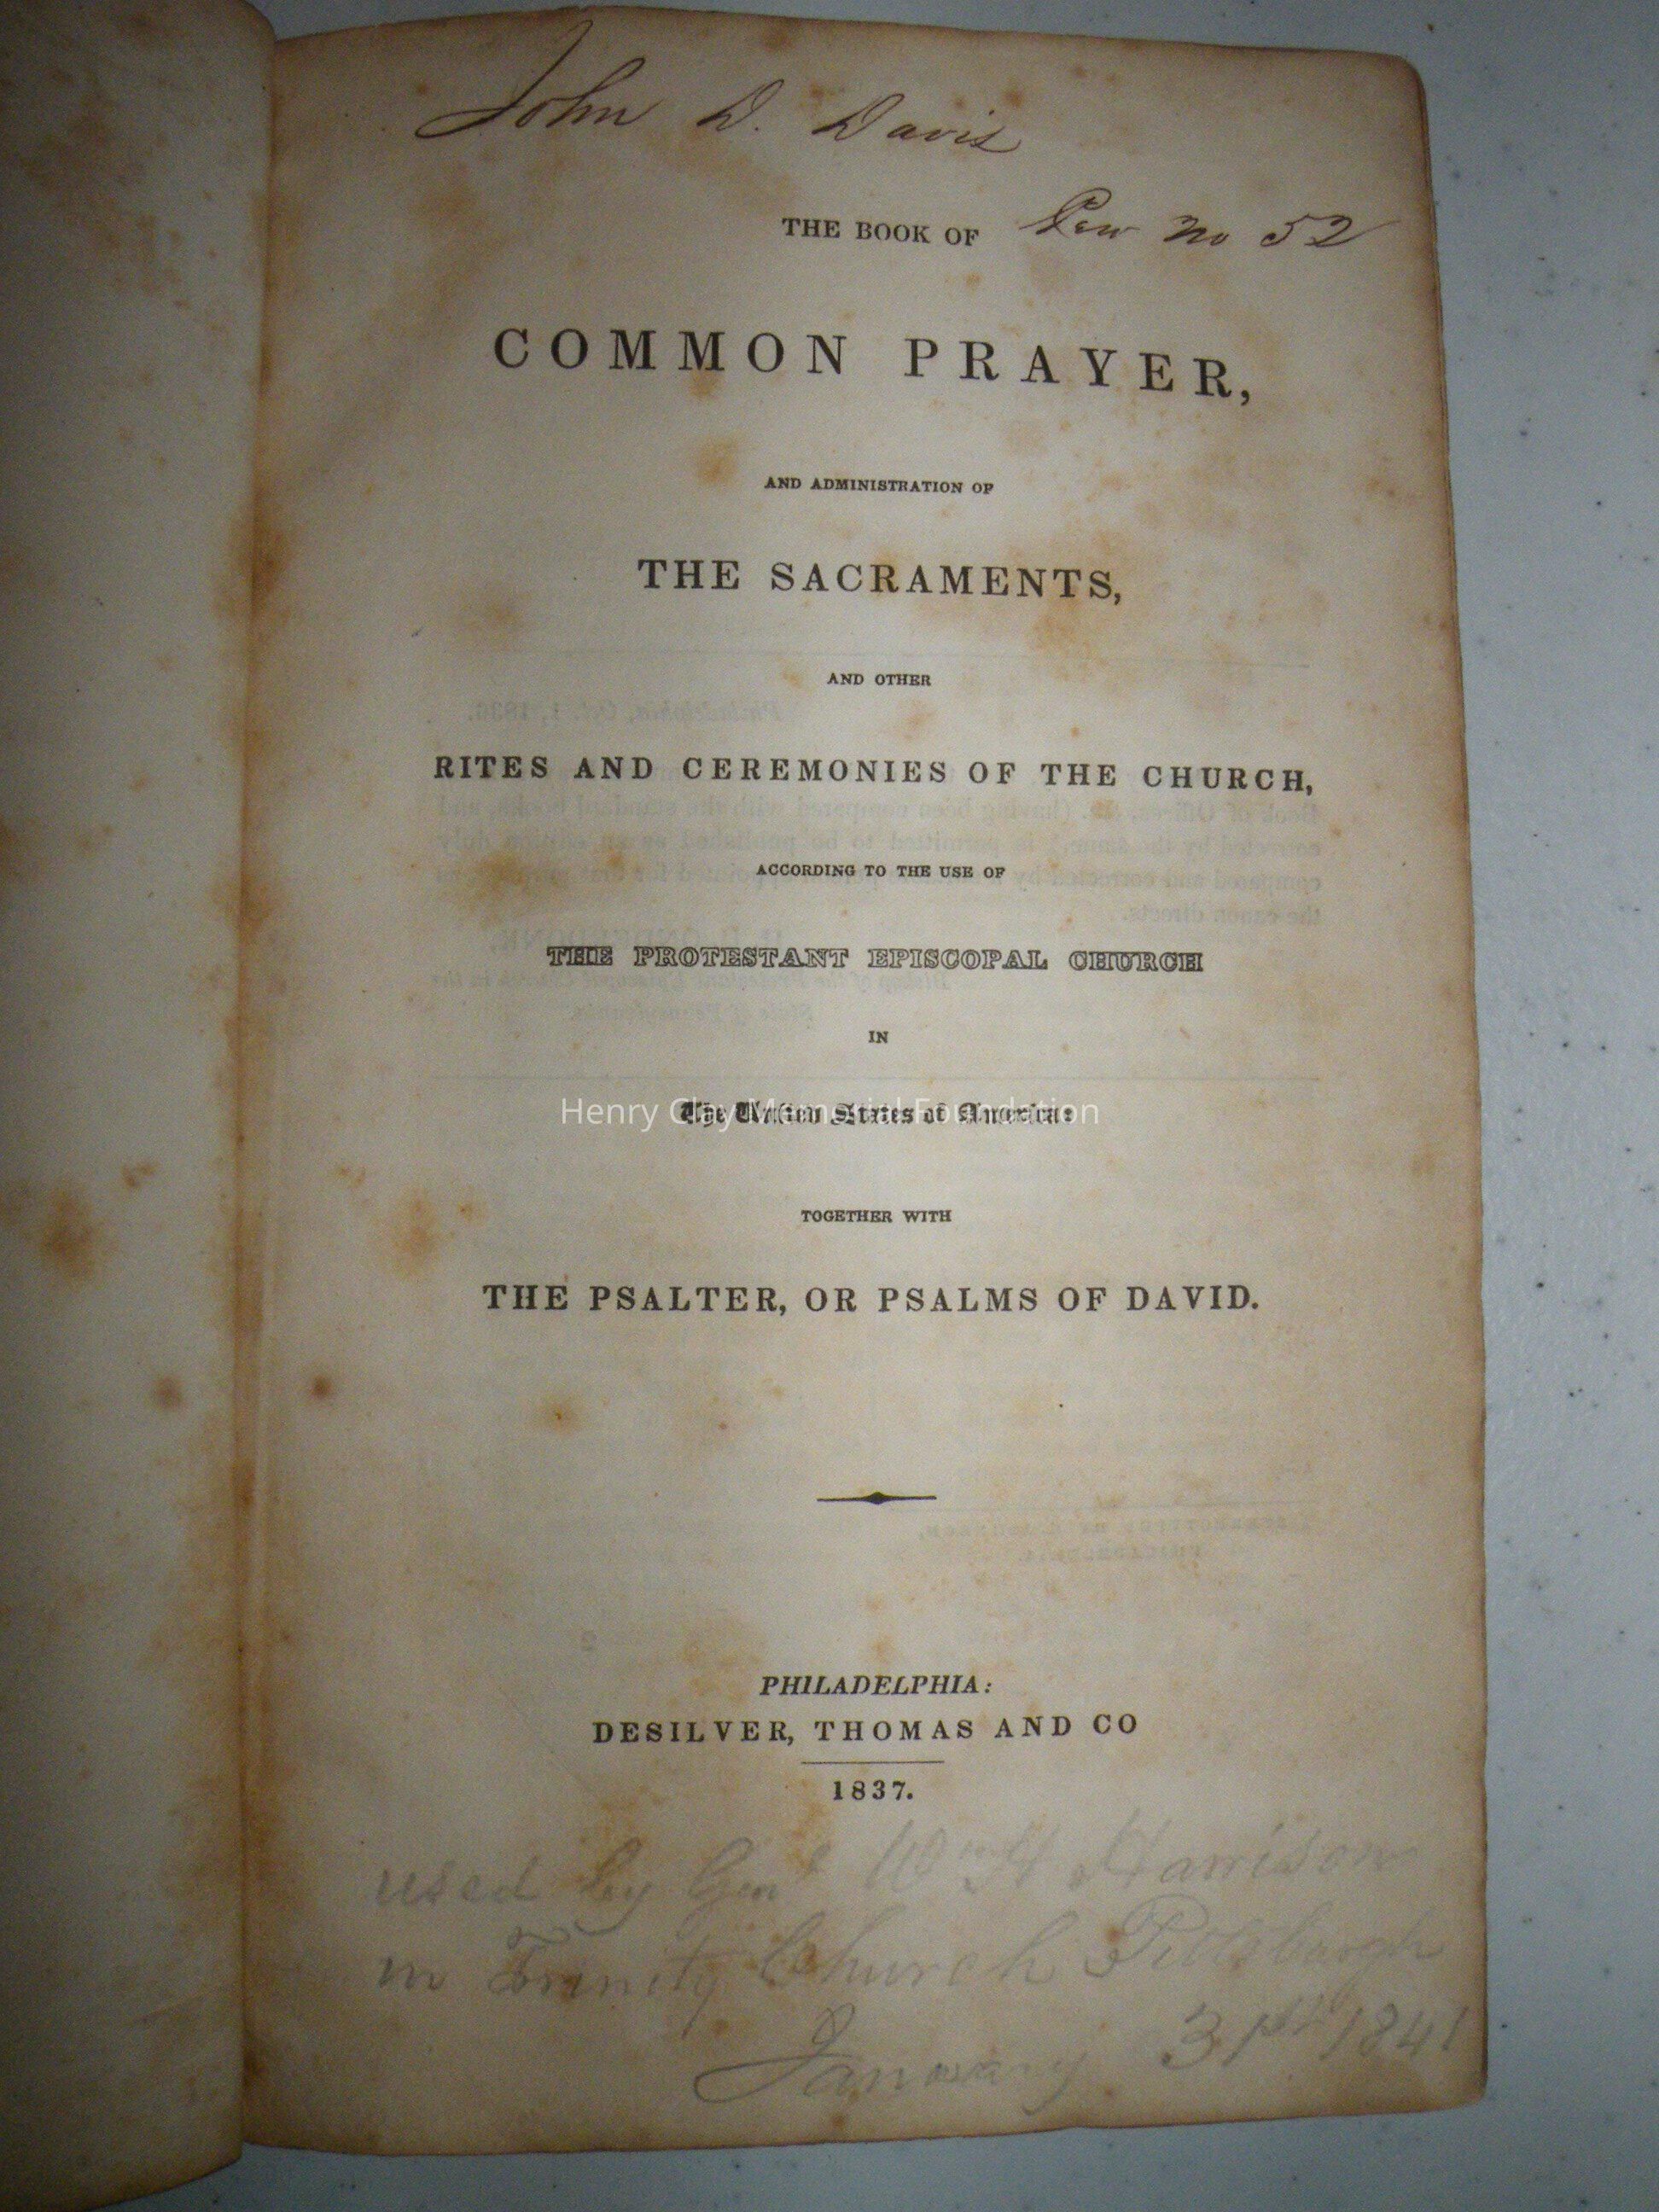 John D. Davis
THE BOOK OF Pew No 52
COMMON PRAYER,
AND ADMINISTRATION OF
THE SACRAMENTS,
AND OTHER
RITES AND CEREMONIES OF THE CHURCH,
ACCORDING TO THE USE OF
THE PROTESTANT EPISCOPAL CHURCH
IN
The United States of America:
Henry Clay Memorial Foundation
TOGETHER WITH
THE PSALTER, OR PSALMS OF DAVID.
PHILADELPHIA:
DESILVER, THOMAS AND CO
1837.
used by Genl Wm H Harrison
in Trinity Church Pittsburgh
January 31st 1841